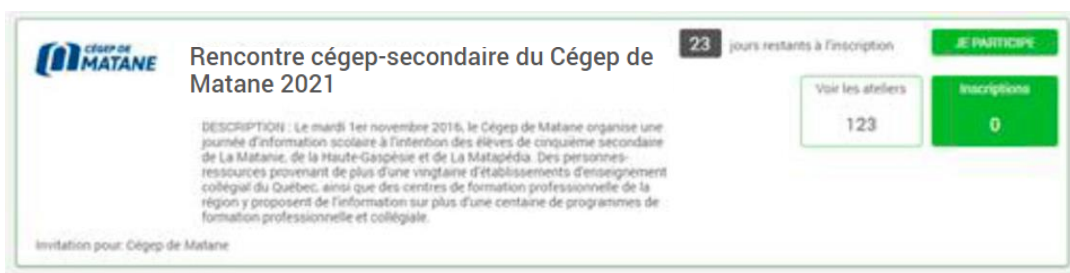 CÉGEP DE
MATANE
Rencontre cégep-secondaire du Cégep de
Matane 2021
23 jours restants à l'inscription
JE PARTICIPE
Voir les ateliers
123
Inscriptions
0
DESCRIPTION : Le mardi 1er novembre 2016, le Cégep de Matane organise une
journée d'information scolaire à l'intention des élèves de cinquième secondaire
de La Matanie, de la Haute-Gaspésie et de La Matapédia. Des personnes-
ressources provenant de plus d'une vingtaine d'établissements d'enseignement
collégial du Québec, ainsi que des centres de formation professionnelle de la
région y proposent de l'information sur plus d'une centaine de programmes de
formation professionnelle et collégiale.
Invitation pour: Cégep de Matane